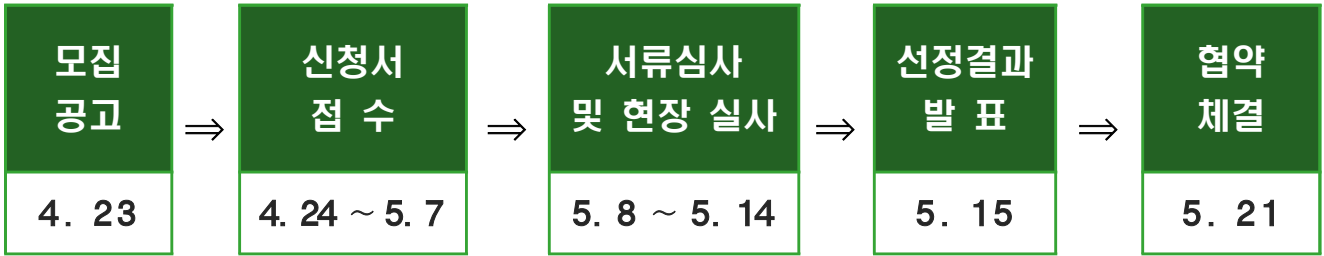 모집
공고
4. 23
⇒
신청서
접 수
4. 24 ~ 5. 7
⇒
서류심사
및 현장 실사
5. 8 ~ 5. 14
⇒
선정결과
발 표
5. 15
⇒
협약
체결
5. 21